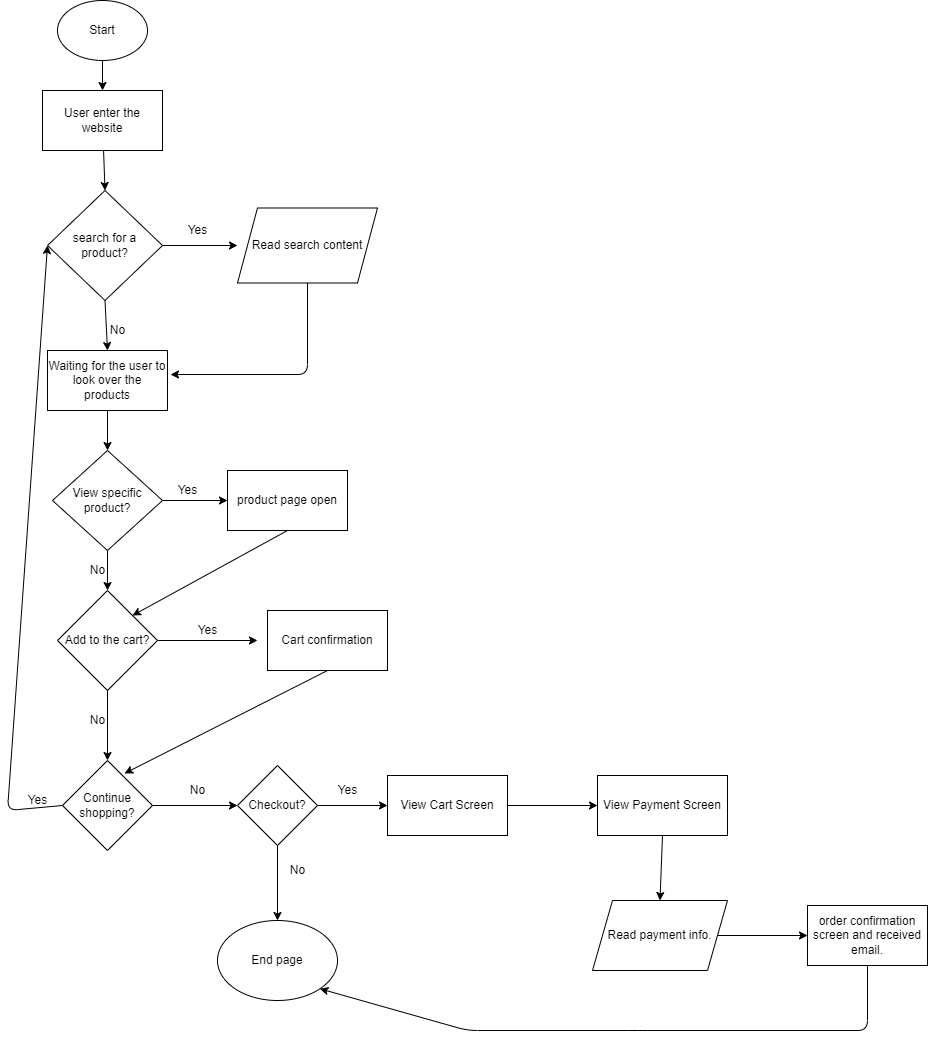 Start
User enter the
website
search for a
product?
Yes
Read search content
No
Waiting for the user to
look over the
products
View specific
product?
Yes
product page open
No
Add to the cart?
Yes
Cart confirmation
No
Continue
shopping?
Yes
No
Checkout?
Yes
View Cart Screen
View Payment Screen
No
Read payment info.
order confirmation
screen and received
email.
End page